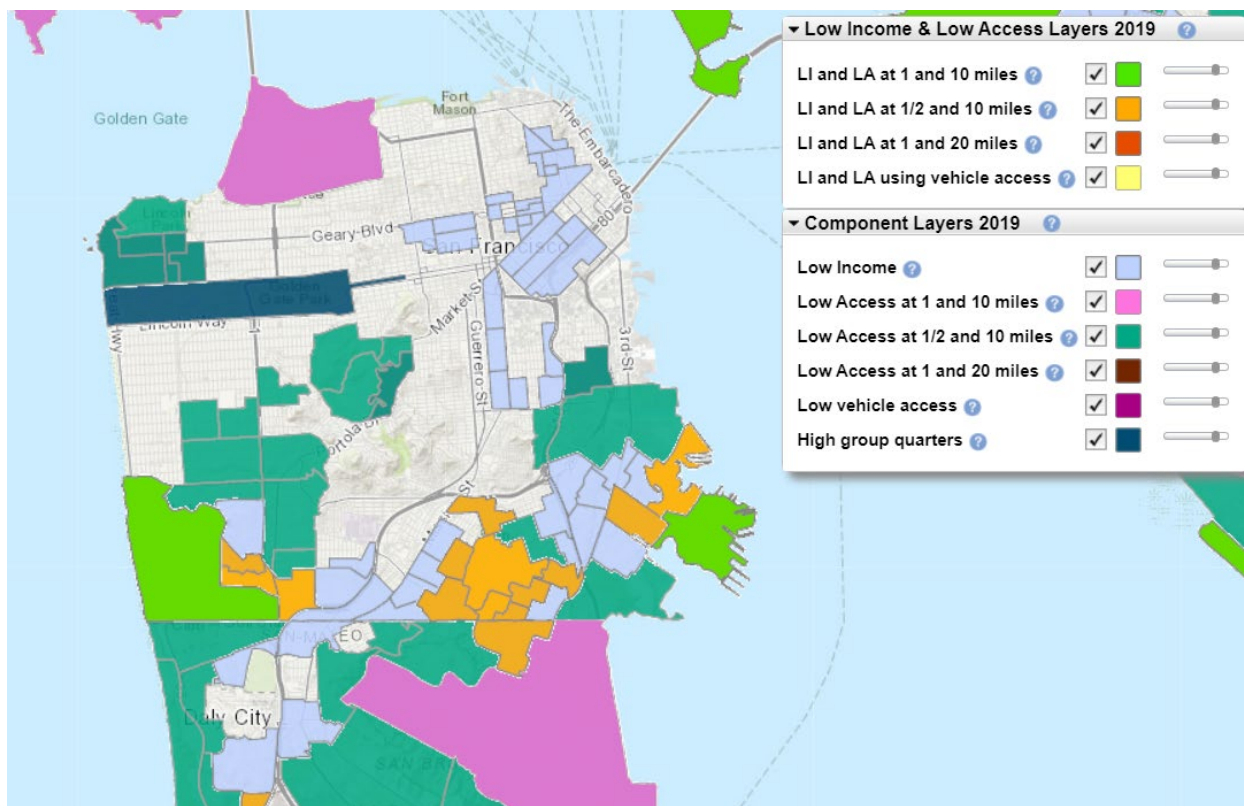 ▾ Low Income & Low Access Layers 2019 ?
LI and LA at 1 and 10 miles ?
LI and LA at 1/2 and 10 miles ?
LI and LA at 1 and 20 miles ?
LI and LA using vehicle access ?
▾ Component Layers 2019 ?
Low Income ?
Low Access at 1 and 10 miles ?
Low Access at 1/2 and 10 miles ?
Low Access at 1 and 20 miles ?
Low vehicle access ?
High group quarters ?
Golden Gate
Fort
Mason
The Embarcadero
Lincoln
Geary Blvd
San Francisco
80
Golden
Gate Park
Lincoln Way
1
Market S
Guerrero St
3rd St
Portola D
St
EO
Daly City
SAN BR